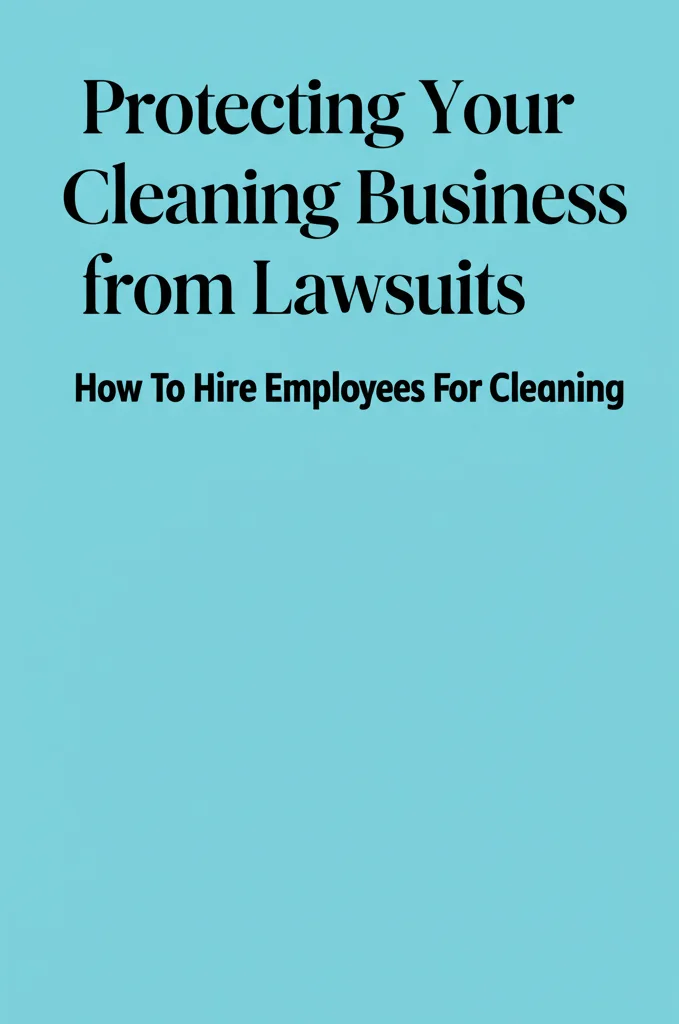 Protecting Your
Cleaning Business
from Lawsuits
How To Hire Employees For Cleaning